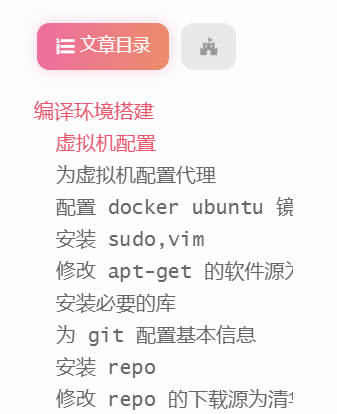 文章目录
编译环境搭建
虚拟机配置
为虚拟机配置代理
配置 docker ubuntu 镜
安装 sudo,vim
修改 apt-get 的软件源
安装必要的库
为 git 配置基本信息
安装 repo
修改 repo 的下载源为清